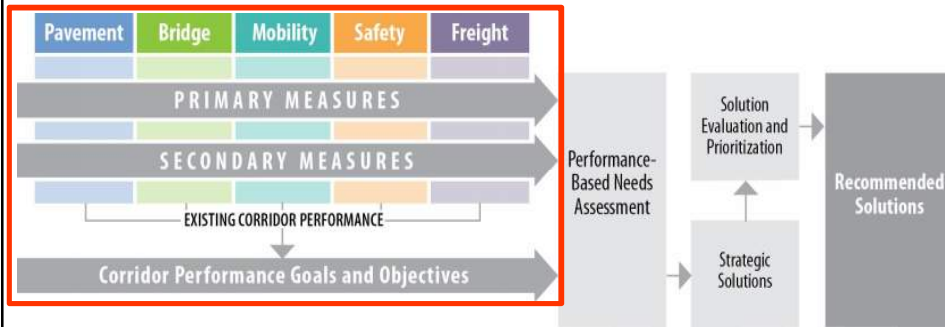 Pavement Bridge Mobility Safety Freight
PRIMARY MEASURES
SECONDARY MEASURES
EXISTING CORRIDOR PERFORMANCE
Corridor Performance Goals and Objectives
Performance-
Based Needs
Assessment
Solution
Evaluation and
Prioritization
Strategic
Solutions
Recommended
Solutions